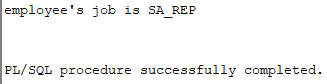 employee's job is SA_REP
PL/SQL procedure successfully completed.